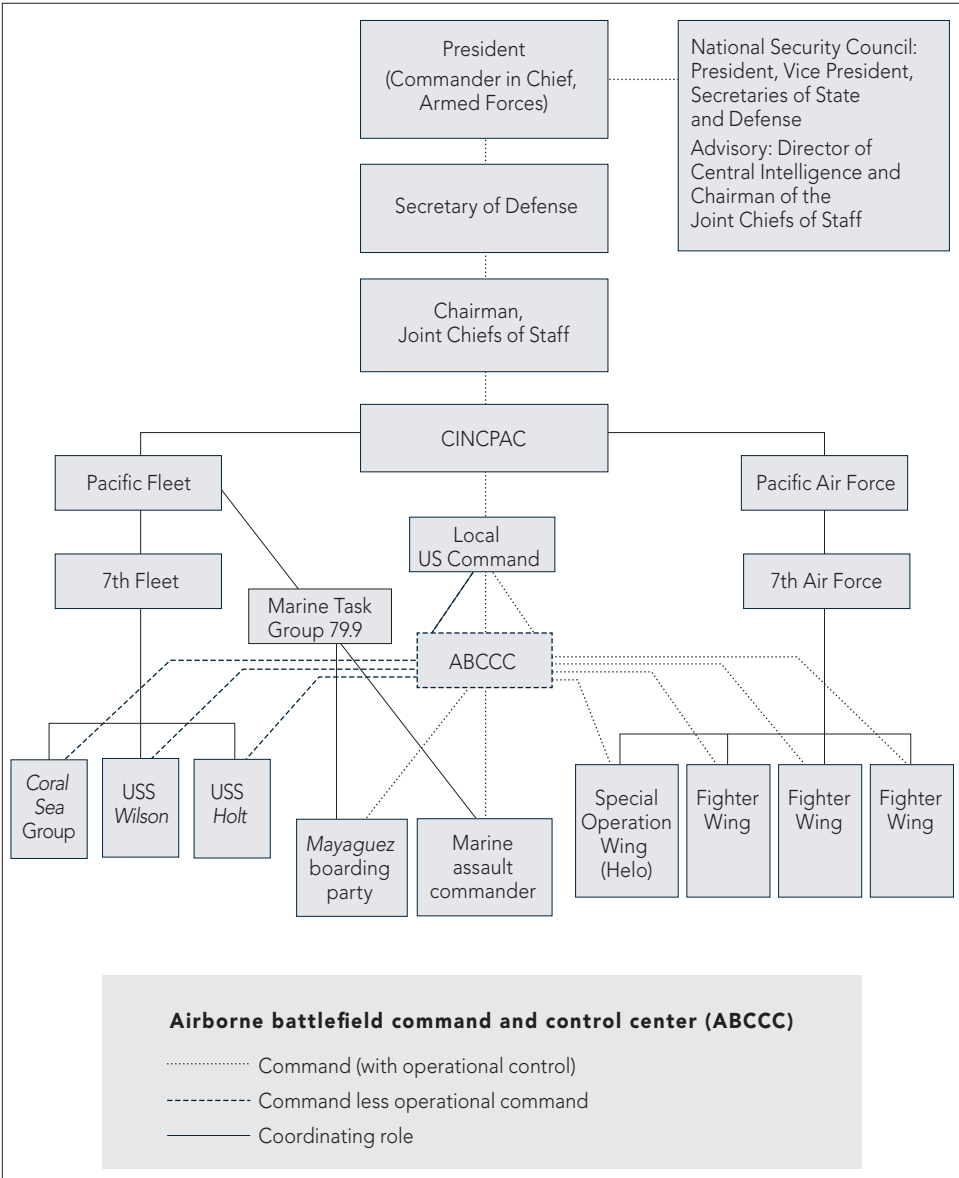 President
(Commander in Chief,
Armed Forces)
National Security Council:
President, Vice President,
Secretaries of State
and Defense
Advisory: Director of
Central Intelligence and
Chairman of the
Joint Chiefs of Staff
Secretary of Defense
Chairman,
Joint Chiefs of Staff
CINCPAC
Pacific Fleet
Pacific Air Force
Local
US Command
7th Fleet
7th Air Force
Marine Task
Group 79.9
ABCCC
Coral
Sea
Group
USS
Wilson
USS
Holt
Mayaguez
boarding
party
Marine
assault
commander
Special
Operation
Wing
(Helo)
Fighter
Wing
Fighter
Wing
Fighter
Wing
Airborne battlefield command and control center (ABCCC)
Command (with operational control)
Command less operational command
Coordinating role